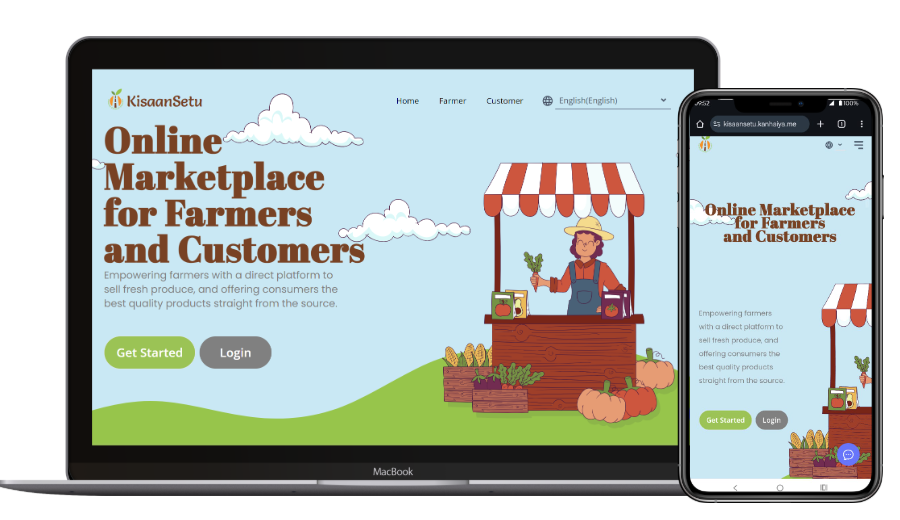 KisaanSetu
Home
Farmer
Customer
English(English)
Online
Marketplace
for Farmers
and Customers
Empowering farmers with a direct platform to
sell fresh produce, and offering consumers the
best quality products straight from the source.
Get Started
Login
MacBook
100%
kisaansetu.kanhaiya.me
Online Marketplace
for Farmers
and Customers
Empowering farmers
with a direct platform to
sell fresh produce, and
offering consumers the
best quality products
straight from the source.
Get Started
Login